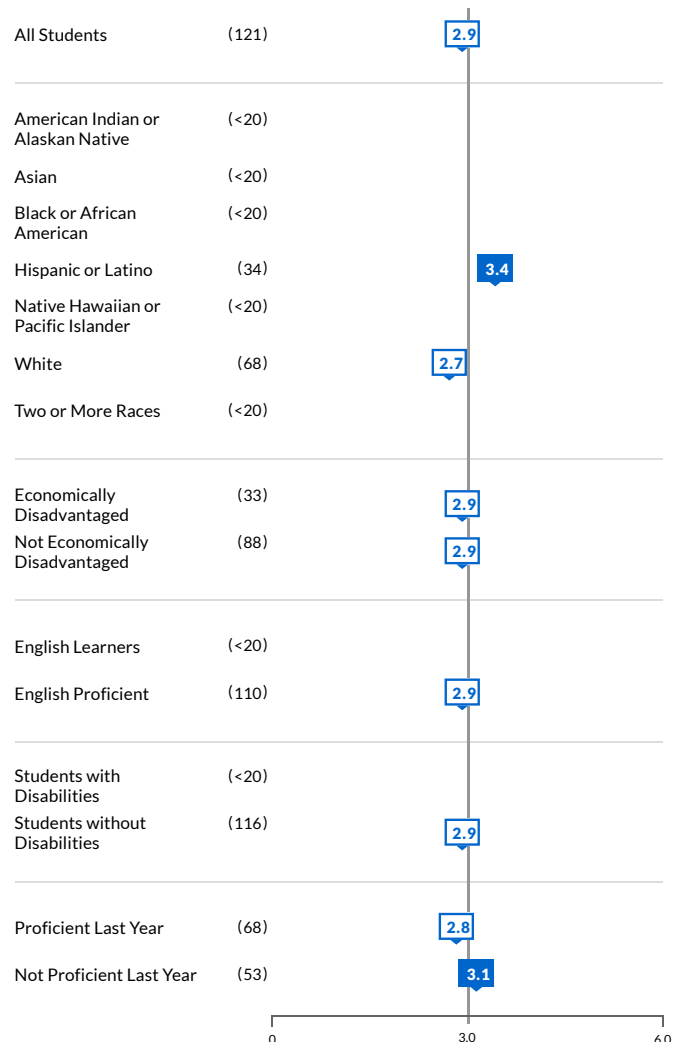 All Students (121) 2.9
American Indian or (<20)
Alaskan Native
Asian (<20)
Black or African (<20)
American
Hispanic or Latino (34) 3.4
Native Hawaiian or (<20)
Pacific Islander
White (68) 2.7
Two or More Races (<20)
Economically (33) 2.9
Disadvantaged
Not Economically (88) 2.9
Disadvantaged
English Learners (<20)
English Proficient (110) 2.9
Students with (<20)
Disabilities
Students without (116) 2.9
Disabilities
Proficient Last Year (68) 2.8
Not Proficient Last Year (53) 3.1
0 3.0 6.0